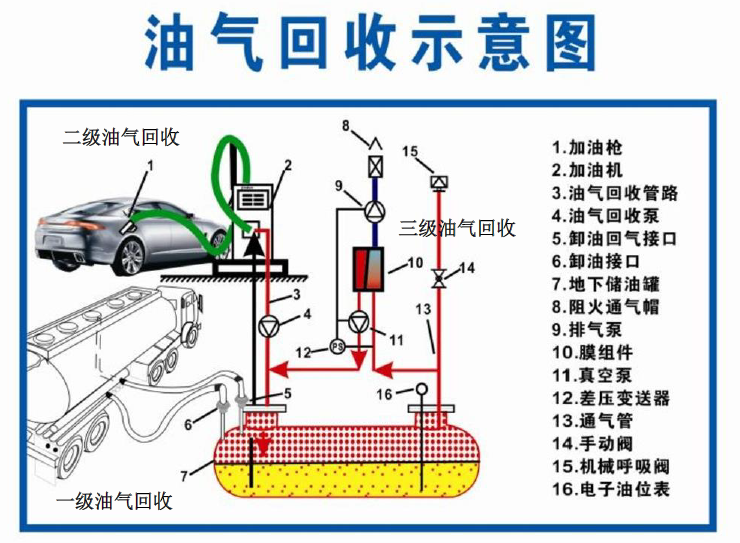 油气回收示意图
二级油气回收
1
2
8
15
9
三级油气回收
10
14
3
4
11
13
12
PS
16
5
6
7
一级油气回收
1.加油枪
2.加油机
3.油气回收管路
4.油气回收泵
5.卸油回气接口
6.卸油接口
7.地下储油罐
8.阻火通气帽
9.排气泵
10.膜组件
11.真空泵
12.差压变送器
13.通气管
14.手动阀
15.机械呼吸阀
16.电子油位表